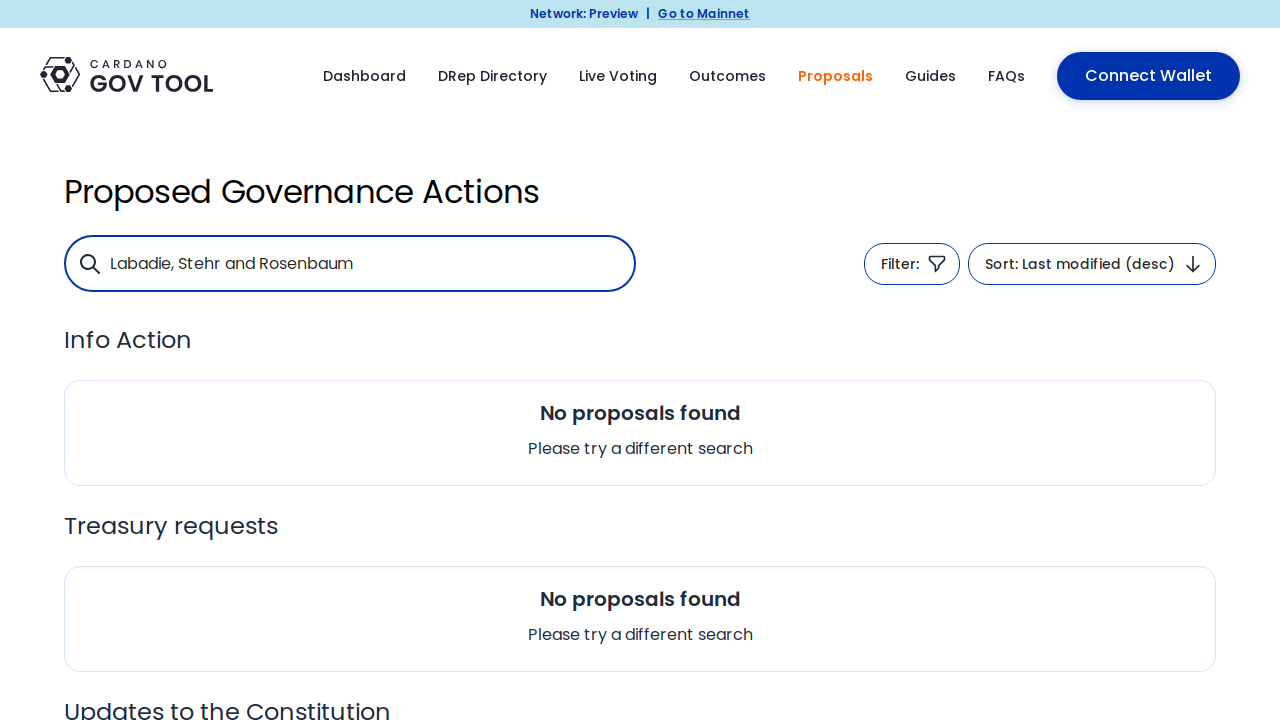 Network: Preview | Go to Mainnet
CARDANO
GOV TOOL
Dashboard
DRep Directory
Live Voting
Outcomes
Proposals
Guides
FAQs
Connect Wallet
Proposed Governance Actions
Labadie, Stehr and Rosenbaum
Filter:
Sort: Last modified (desc)
Info Action
No proposals found
Please try a different search
Treasury requests
No proposals found
Please try a different search
Updates to the Constitution